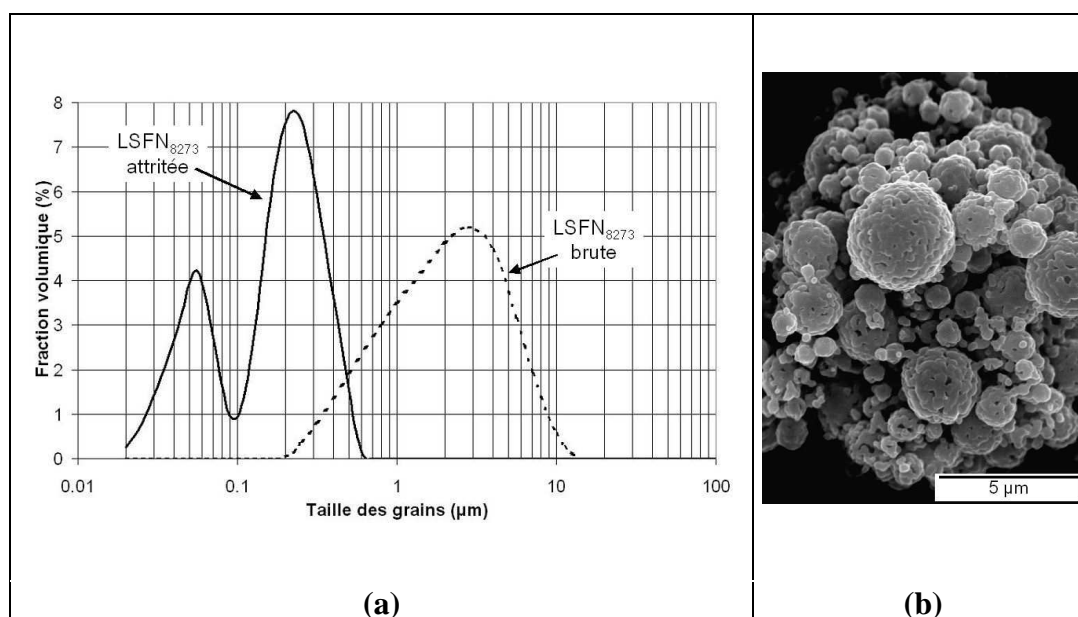 8
7
6
5
4
3
2
1
0
Fraction volumique (%)
LSFN8273
attritée
LSFN8273
brute
0.01 0.1 1 10 100
Taille des grains (µm)
5 µm
(a) (b)